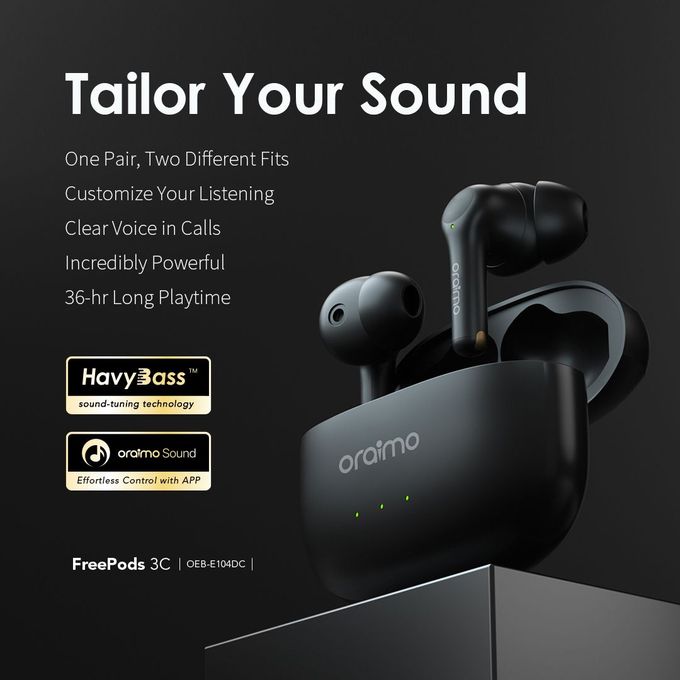 Tailor Your Sound
One Pair, Two Different Fits
Customize Your Listening
Clear Voice in Calls
Incredibly Powerful
36-hr Long Playtime
HavyBass™
sound-tuning technology
oraimo Sound
Effortless Control with APP
oraimo
oraimo
FreePods 3C | OEB-E104DC |